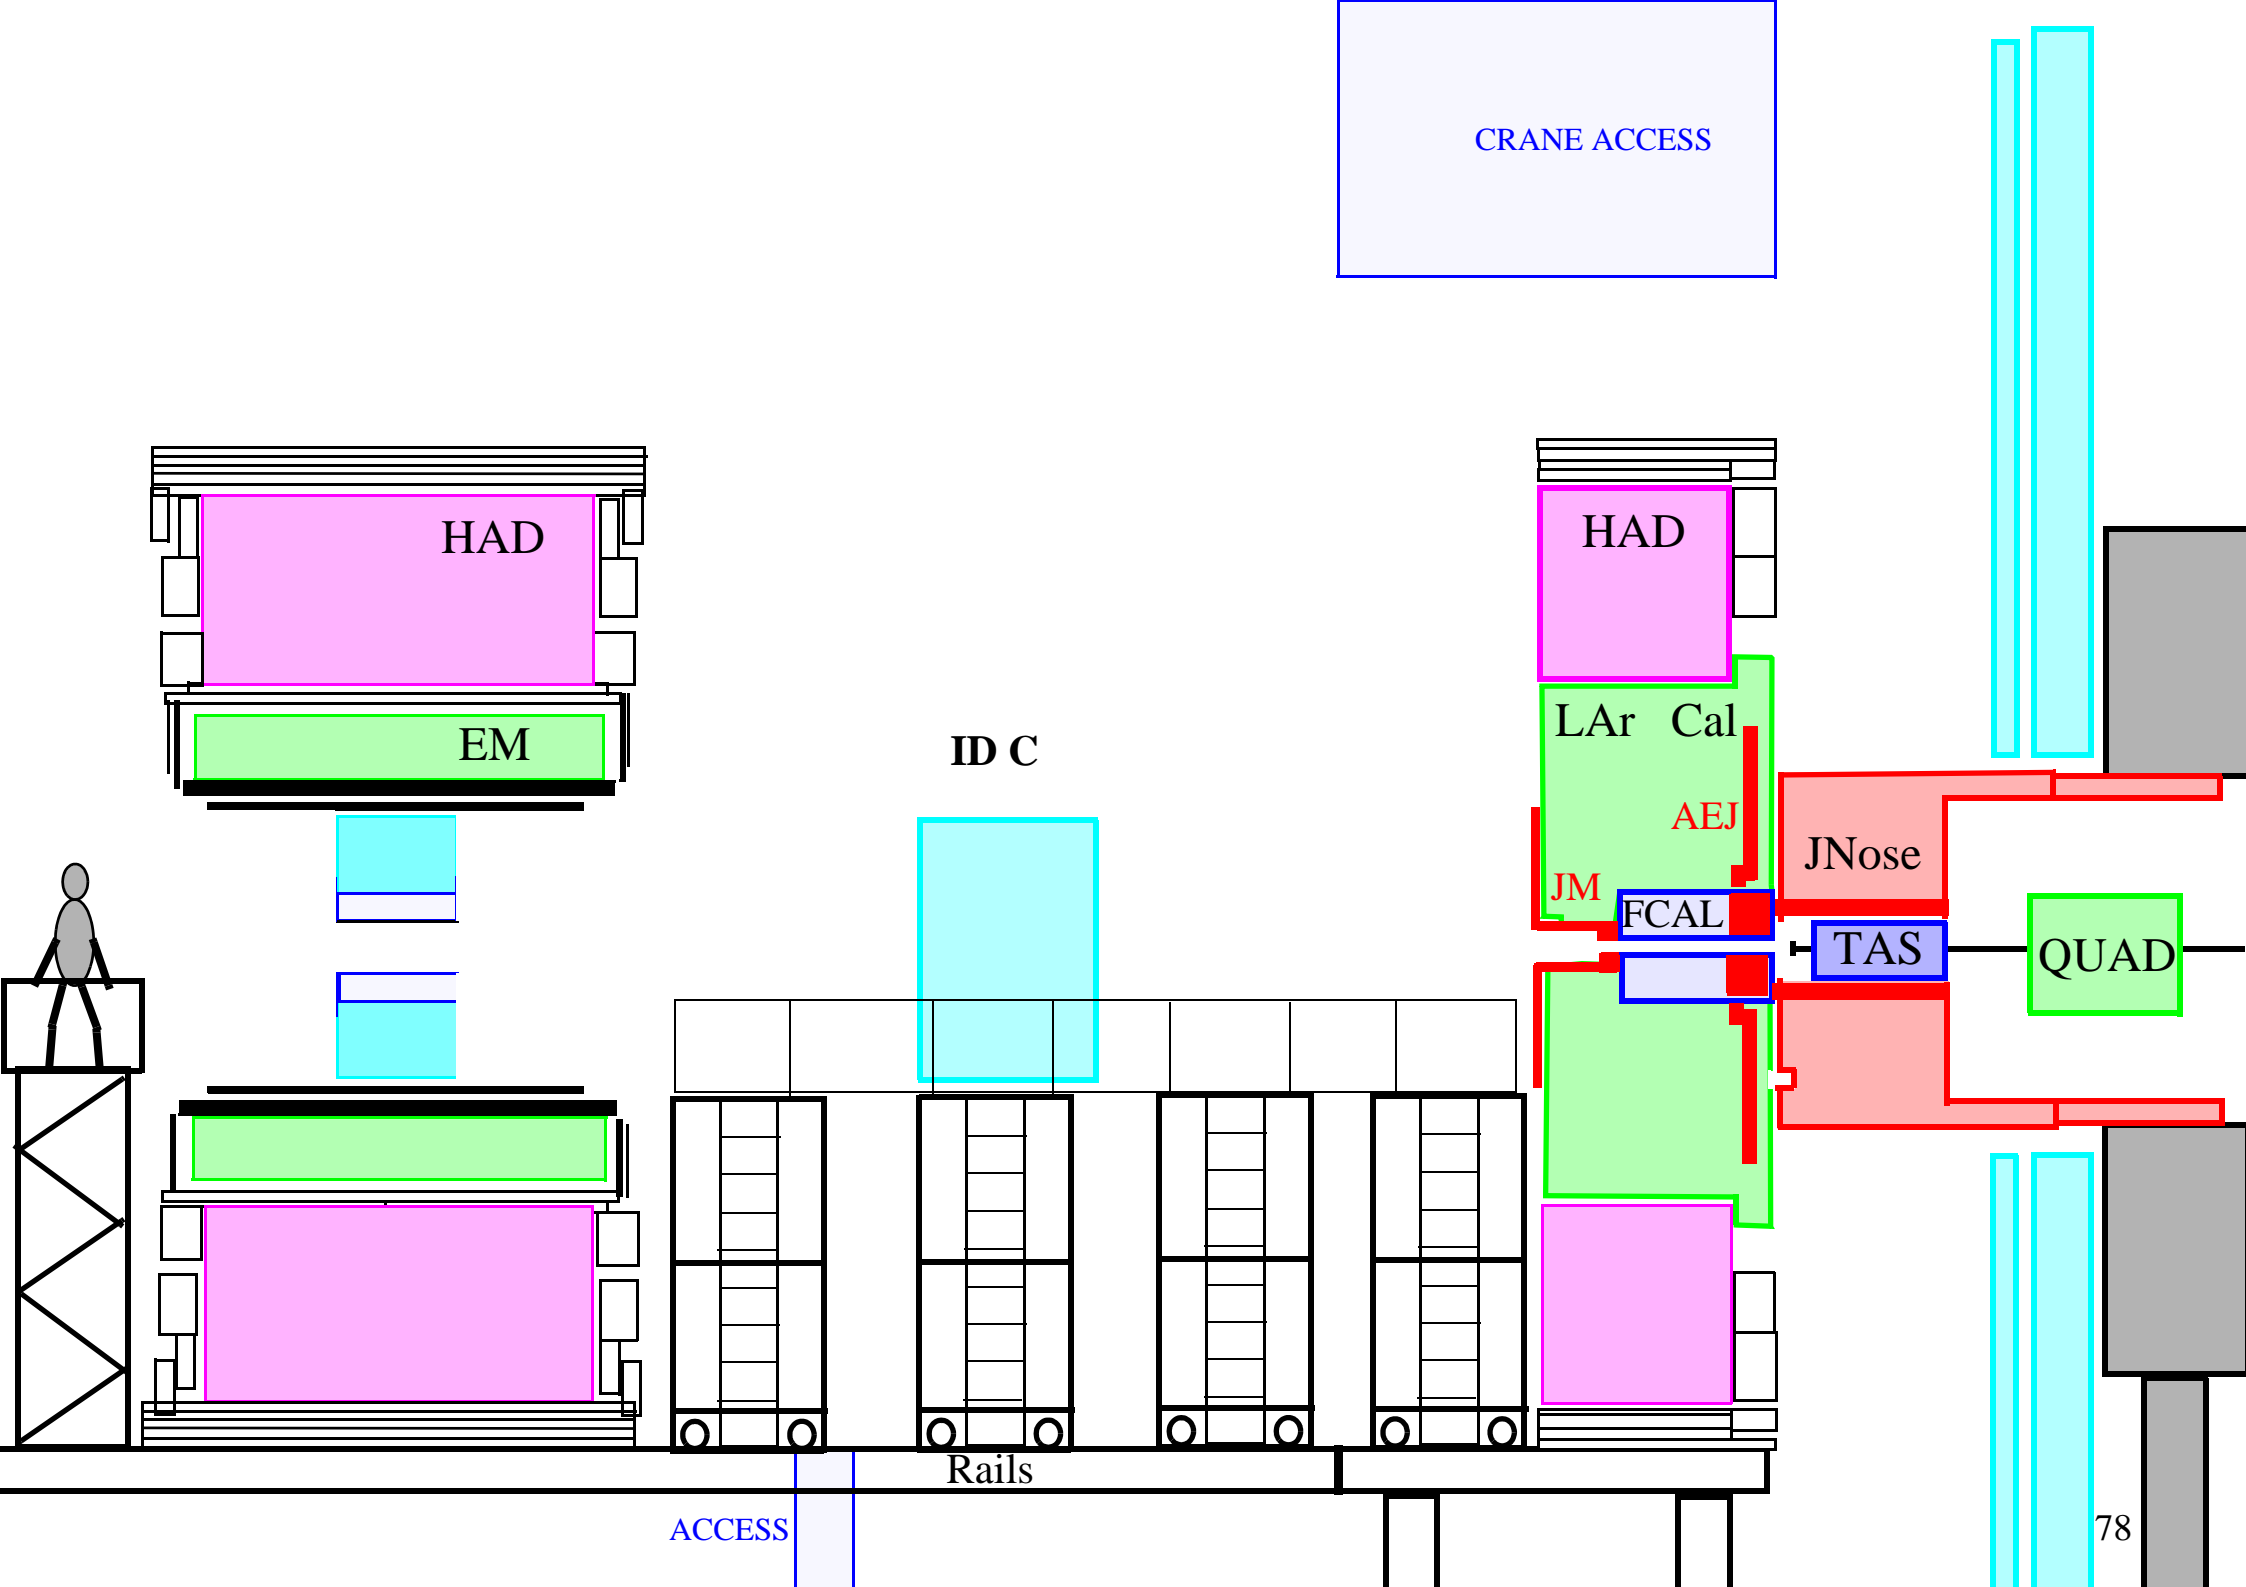 CRANE ACCESS
HAD
HAD
LAr Cal
EM
ID C
AEJ
JNose
JM
FCAL
TAS
QUAD
Rails
ACCESS
78